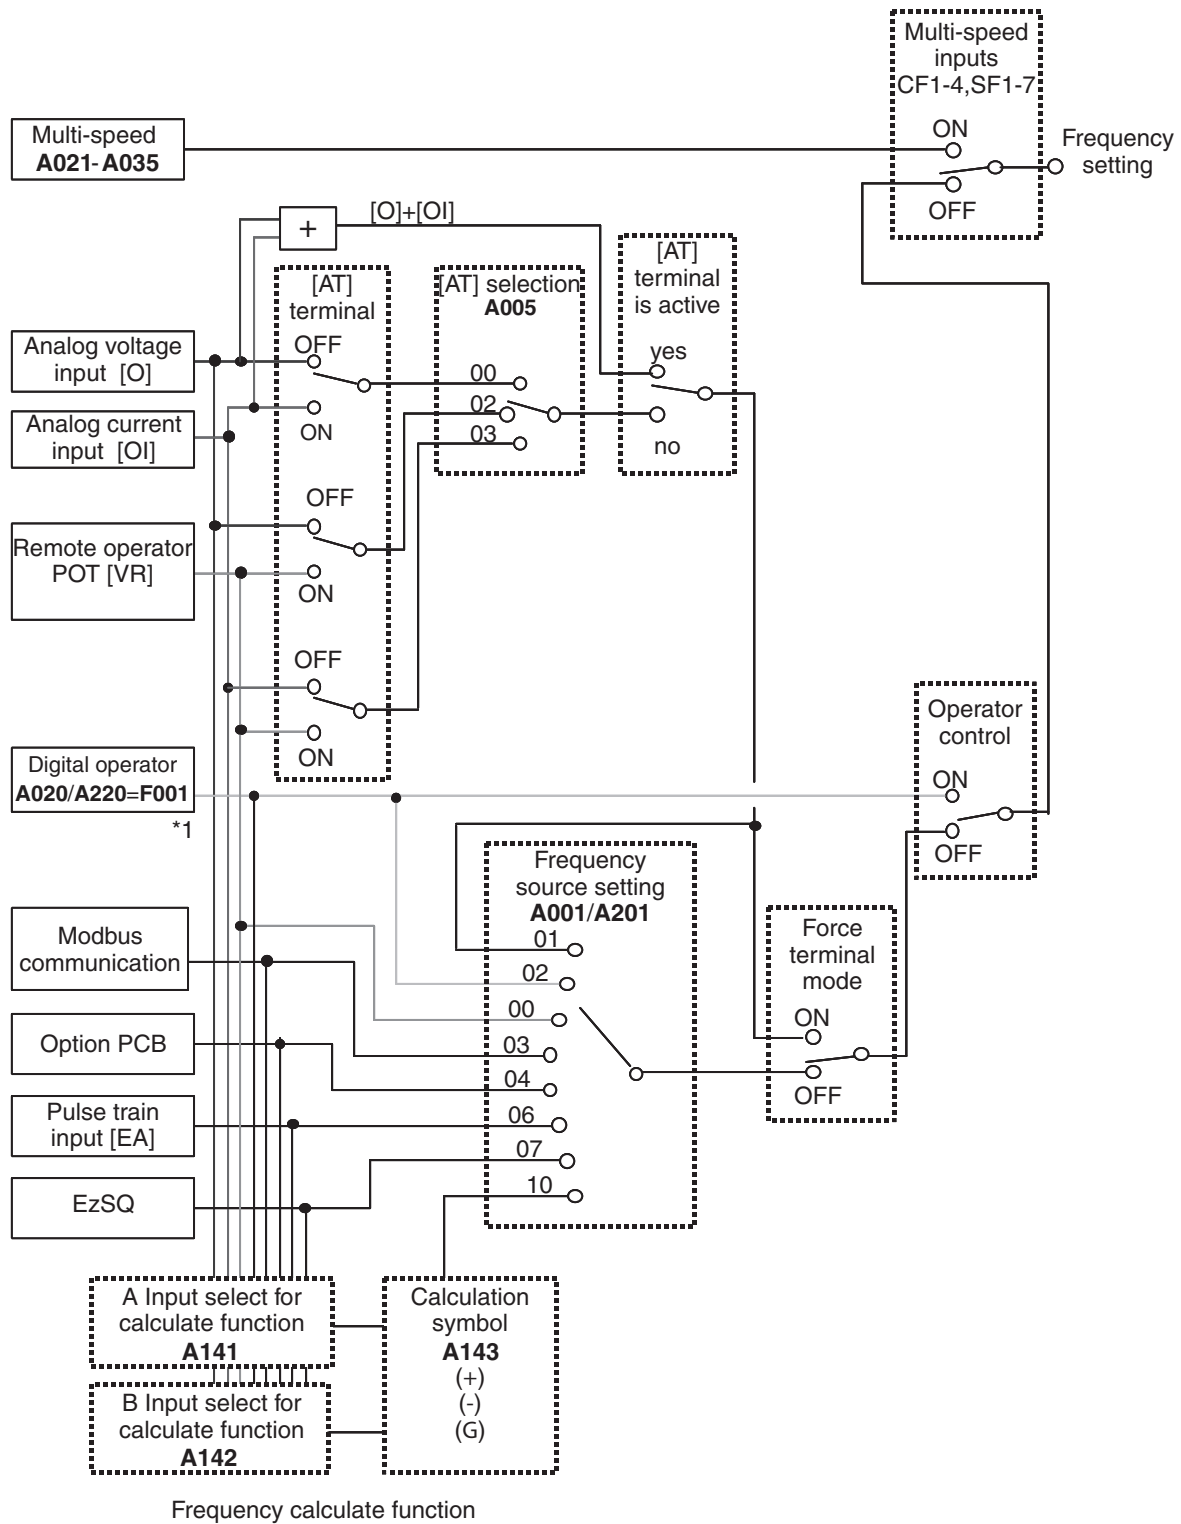 Multi-speed
inputs
CF1-4,SF1-7
ON
OFF
Frequency
setting
Multi-speed
A021-A035
+
[O]+[OI]
[AT]
terminal
OFF
ON
OFF
ON
OFF
ON
[AT] selection
A005
00
02
03
[AT]
terminal
is active
yes
no
Analog voltage
input [O]
Analog current
input [OI]
Remote operator
POT [VR]
Digital operator
A020/A220=F001
*1
Operator
control
ON
OFF
Frequency
source setting
A001/A201
01
02
00
03
04
06
07
10
Force
terminal
mode
ON
OFF
Modbus
communication
Option PCB
Pulse train
input [EA]
EzSQ
A Input select for
calculate function
A141
B Input select for
calculate function
A142
Calculation
symbol
A143
(+)
(-)
(G)
Frequency calculate function